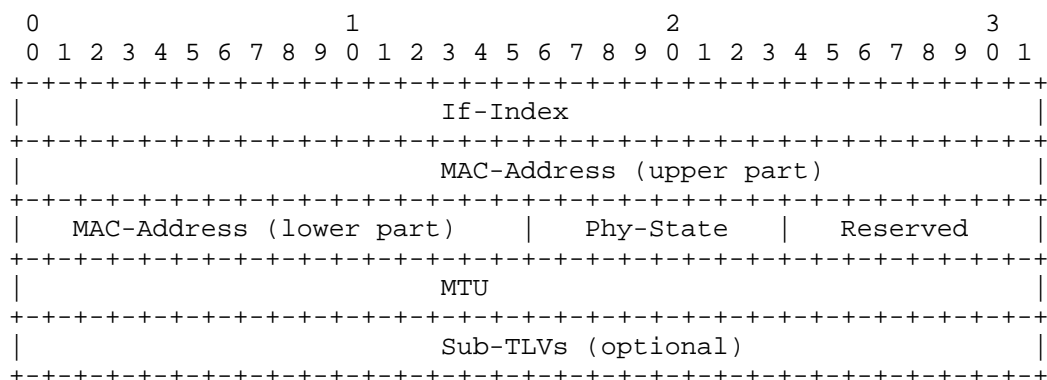 0                   1                   2                   3
 0 1 2 3 4 5 6 7 8 9 0 1 2 3 4 5 6 7 8 9 0 1 2 3 4 5 6 7 8 9 0 1
+-+-+-+-+-+-+-+-+-+-+-+-+-+-+-+-+-+-+-+-+-+-+-+-+-+-+-+-+-+-+-+-+
|                          If-Index                             |
+-+-+-+-+-+-+-+-+-+-+-+-+-+-+-+-+-+-+-+-+-+-+-+-+-+-+-+-+-+-+-+-+
|                          MAC-Address (upper part)             |
+-+-+-+-+-+-+-+-+-+-+-+-+-+-+-+-+-+-+-+-+-+-+-+-+-+-+-+-+-+-+-+-+
|   MAC-Address (lower part)    |   Phy-State   |   Reserved    |
+-+-+-+-+-+-+-+-+-+-+-+-+-+-+-+-+-+-+-+-+-+-+-+-+-+-+-+-+-+-+-+-+
|                          MTU                                  |
+-+-+-+-+-+-+-+-+-+-+-+-+-+-+-+-+-+-+-+-+-+-+-+-+-+-+-+-+-+-+-+-+
|                          Sub-TLVs (optional)                  |
+-+-+-+-+-+-+-+-+-+-+-+-+-+-+-+-+-+-+-+-+-+-+-+-+-+-+-+-+-+-+-+-+